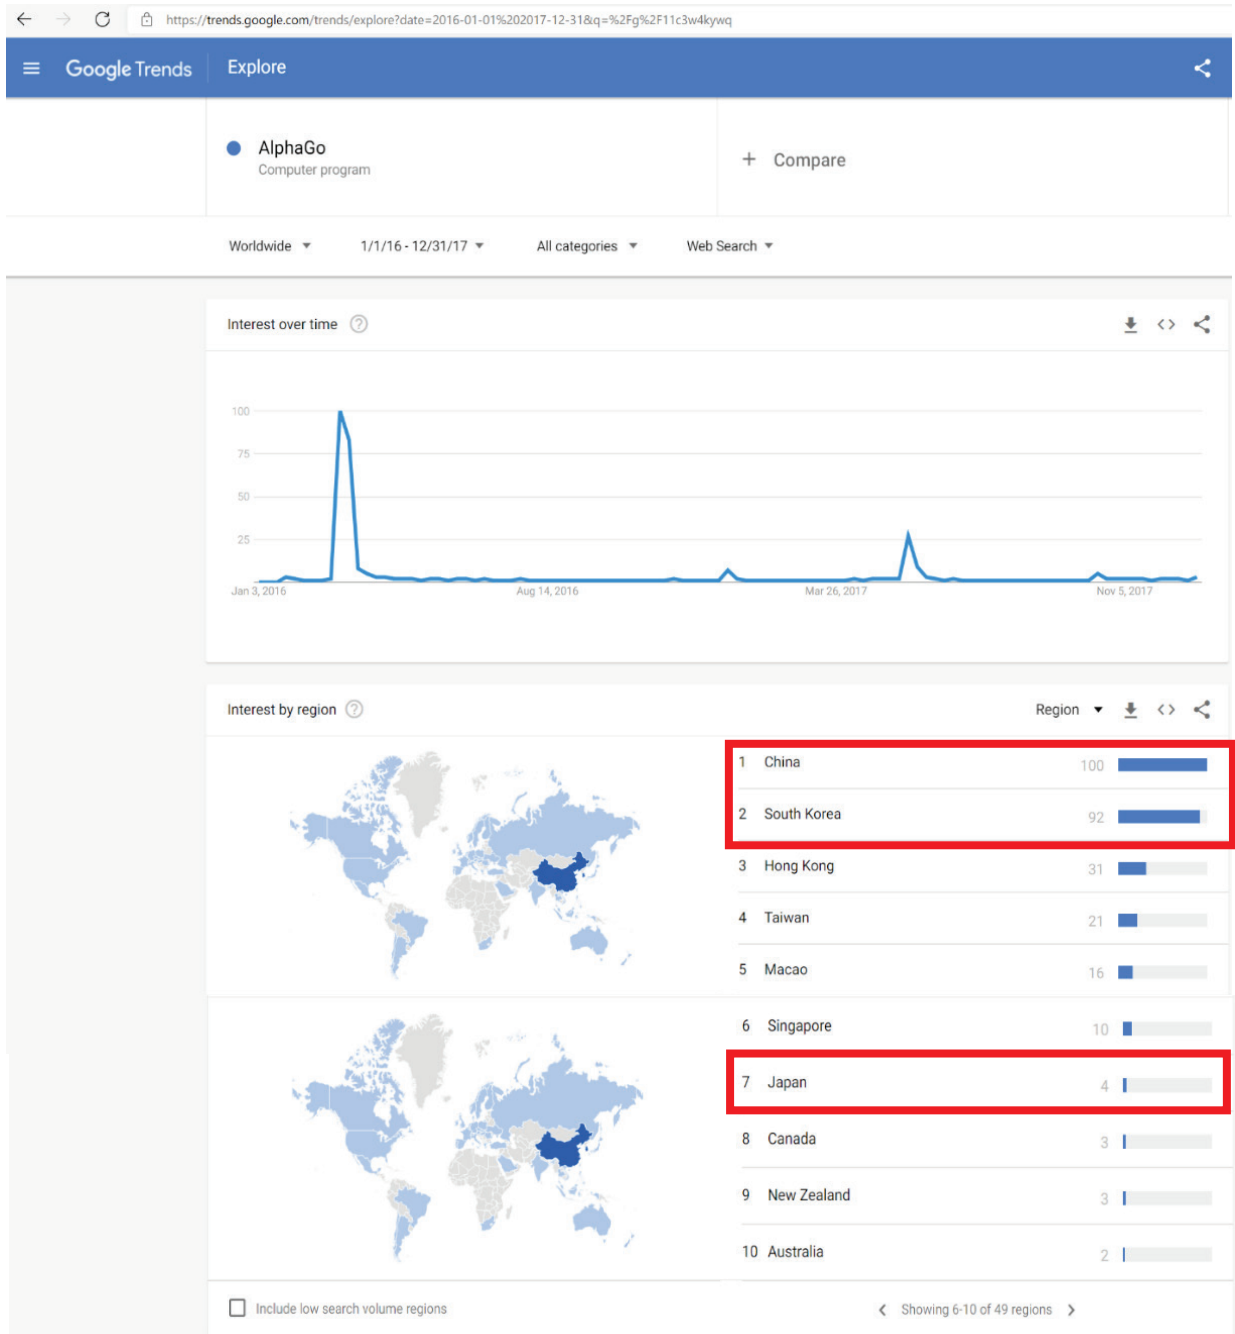 https://trends.google.com/trends/explore?date=2016-01-01%202017-12-31&q=%2Fg%2F11c3w4kywq
Google Trends Explore
AlphaGo
Computer program
+ Compare
Worldwide 1/1/16 - 12/31/17 All categories Web Search
Interest over time
100
75
50
25
Jan 3, 2016 Aug 14, 2016 Mar 26, 2017 Nov 5, 2017
Interest by region Region
1 China 100
2 South Korea 92
3 Hong Kong 31
4 Taiwan 21
5 Macao 16
6 Singapore 10
7 Japan 4
8 Canada 3
9 New Zealand 3
10 Australia 2
Include low search volume regions Showing 6-10 of 49 regions